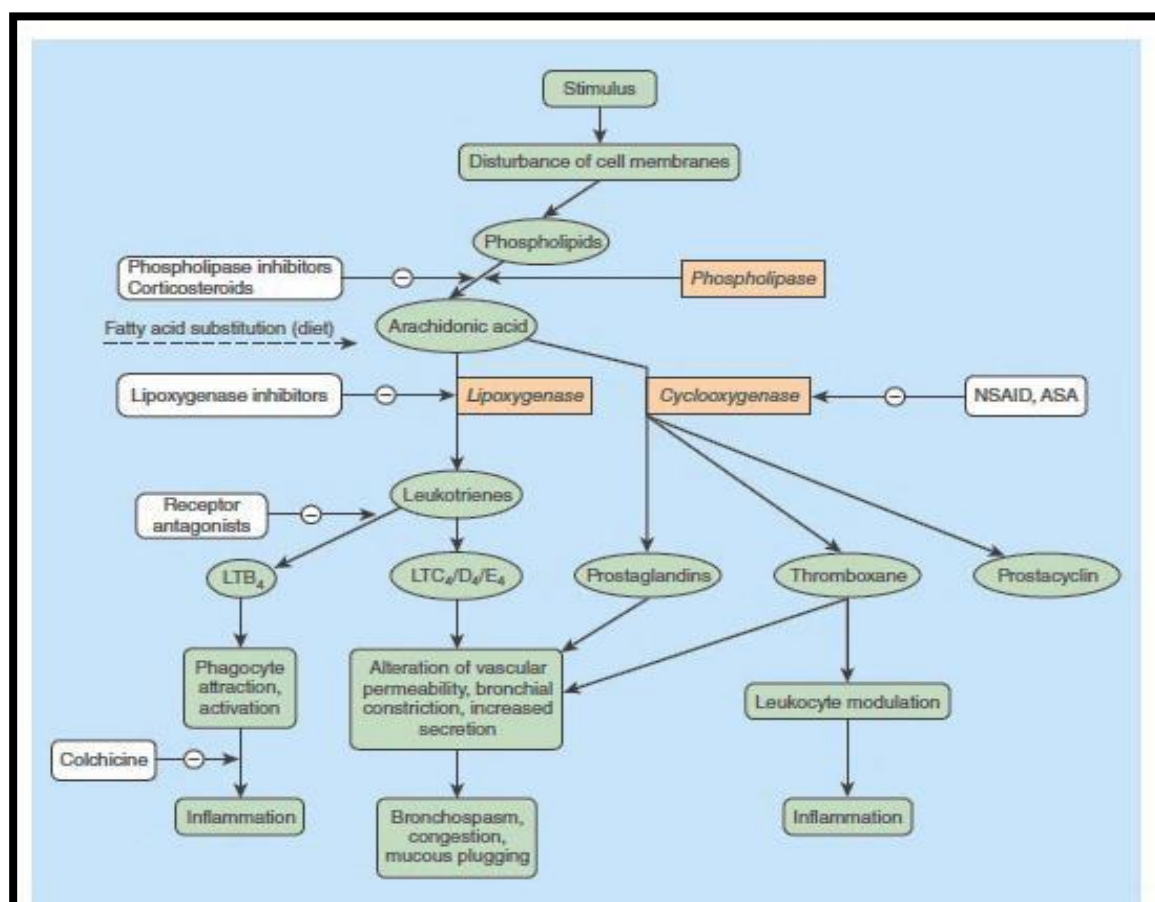 Stimulus
Disturbance of cell membranes
Phospholipids
Phospholipase inhibitors
Corticosteroids
−
Phospholipase
Fatty acid substitution (diet)
Arachidonic acid
Lipoxygenase inhibitors
−
Lipoxygenase
Cyclooxygenase
−
NSAID, ASA
Leukotrienes
Receptor
antagonists
−
LTB₄
LTC₄/D₄/E₄
Prostaglandins
Thromboxane
Prostacyclin
Phagocyte
attraction,
activation
Alteration of vascular
permeability, bronchial
constriction, increased
secretion
Leukocyte modulation
Colchicine
−
Inflammation
Bronchospasm,
congestion,
mucous plugging
Inflammation